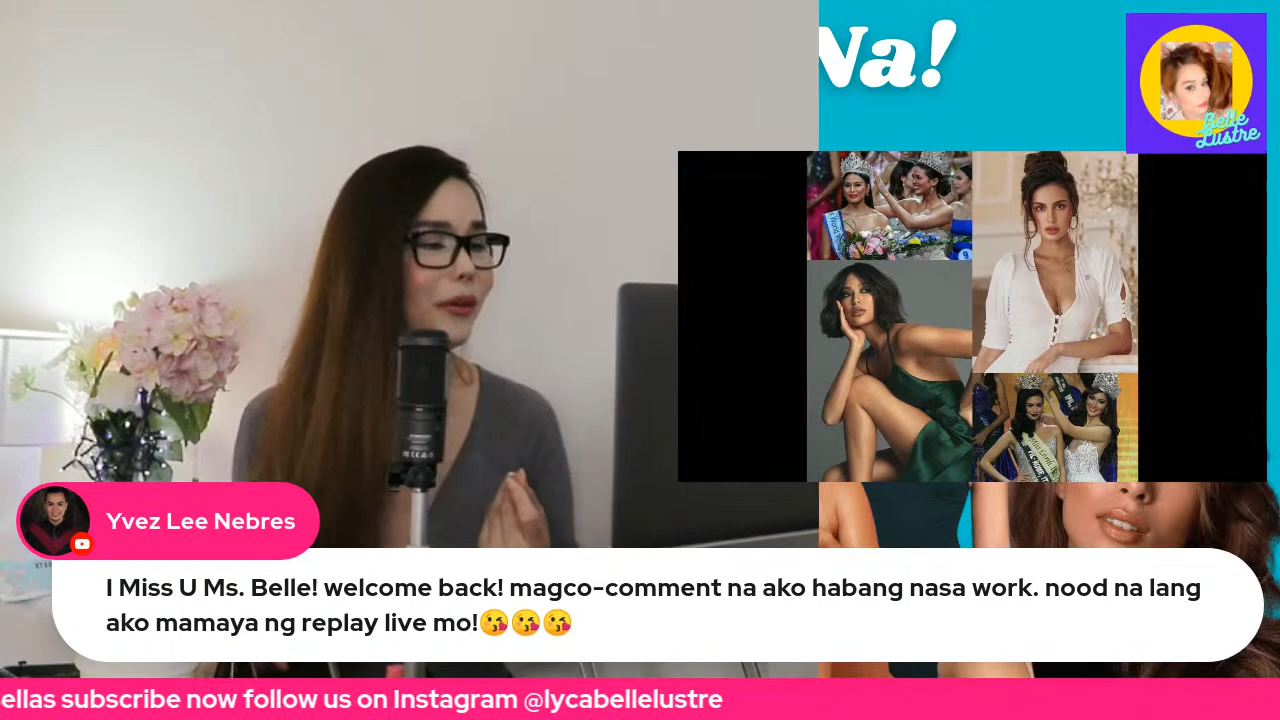 Na!
Belle
Lustre
Yvez Lee Nebres
I Miss U Ms. Belle! welcome back! magco-comment na ako habang nasa work. nood na lang
ako mamaya ng replay live mo!😘😘😘
ellas subscribe now follow us on Instagram @lycabellelustre